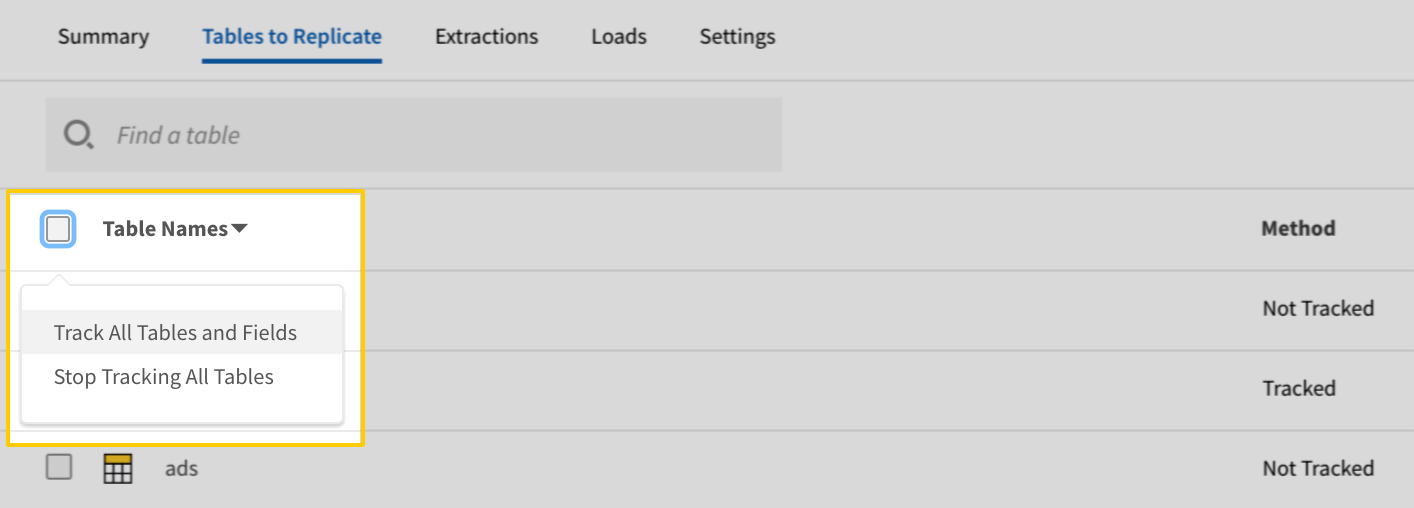 Summary Tables to Replicate Extractions Loads Settings
Find a table
Table Names Method
Not Tracked
Track All Tables and Fields
Stop Tracking All Tables
Tracked
ads Not Tracked